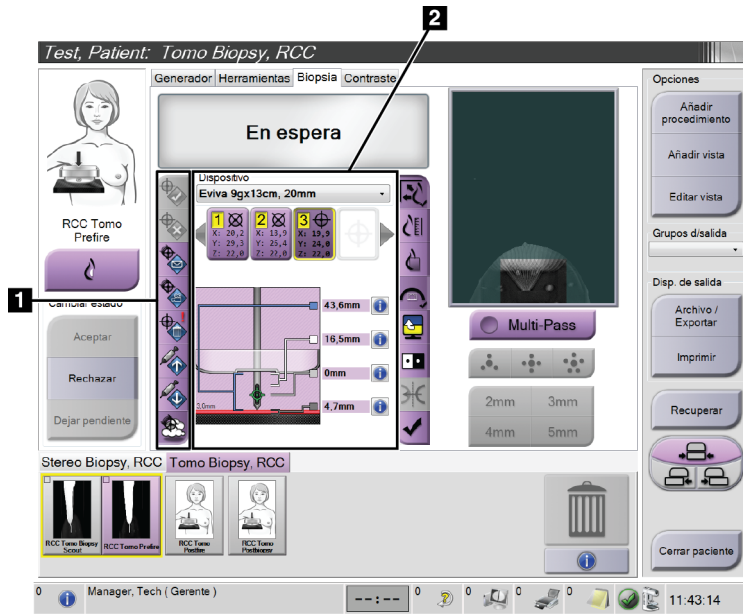 2
1
Test, Patient: Tomo Biopsy, RCC
Generador Herramientas Biopsia Contraste
En espera
RCC Tomo
Prefire
Cambiar estado
Aceptar
Rechazar
Dejar pendiente
Dispositivo
Eviva 9gx13cm, 20mm
1
X: 20,2
Y: 29,3
Z: 22,0
2
X: 13,9
Y: 25,4
Z: 22,0
3
X: 19,9
Y: 24,0
Z: 22,0
43,6mm
16,5mm
0mm
4,7mm
3,0mm
Multi-Pass
2mm 3mm
4mm 5mm
Opciones
Añadir
procedimiento
Añadir vista
Editar vista
Grupos d/salida
Disp. de salida
Archivo /
Exportar
Imprimir
Recuperar
Cerrar paciente
Stereo Biopsy, RCC Tomo Biopsy, RCC
RCC Tomo Biopsy
Scout
RCC Tomo Prefire
RCC Tomo
Postfire
RCC Tomo
Postbiopsy
0 Manager, Tech ( Gerente ) --:-- 0 0 0 0 11:43:14